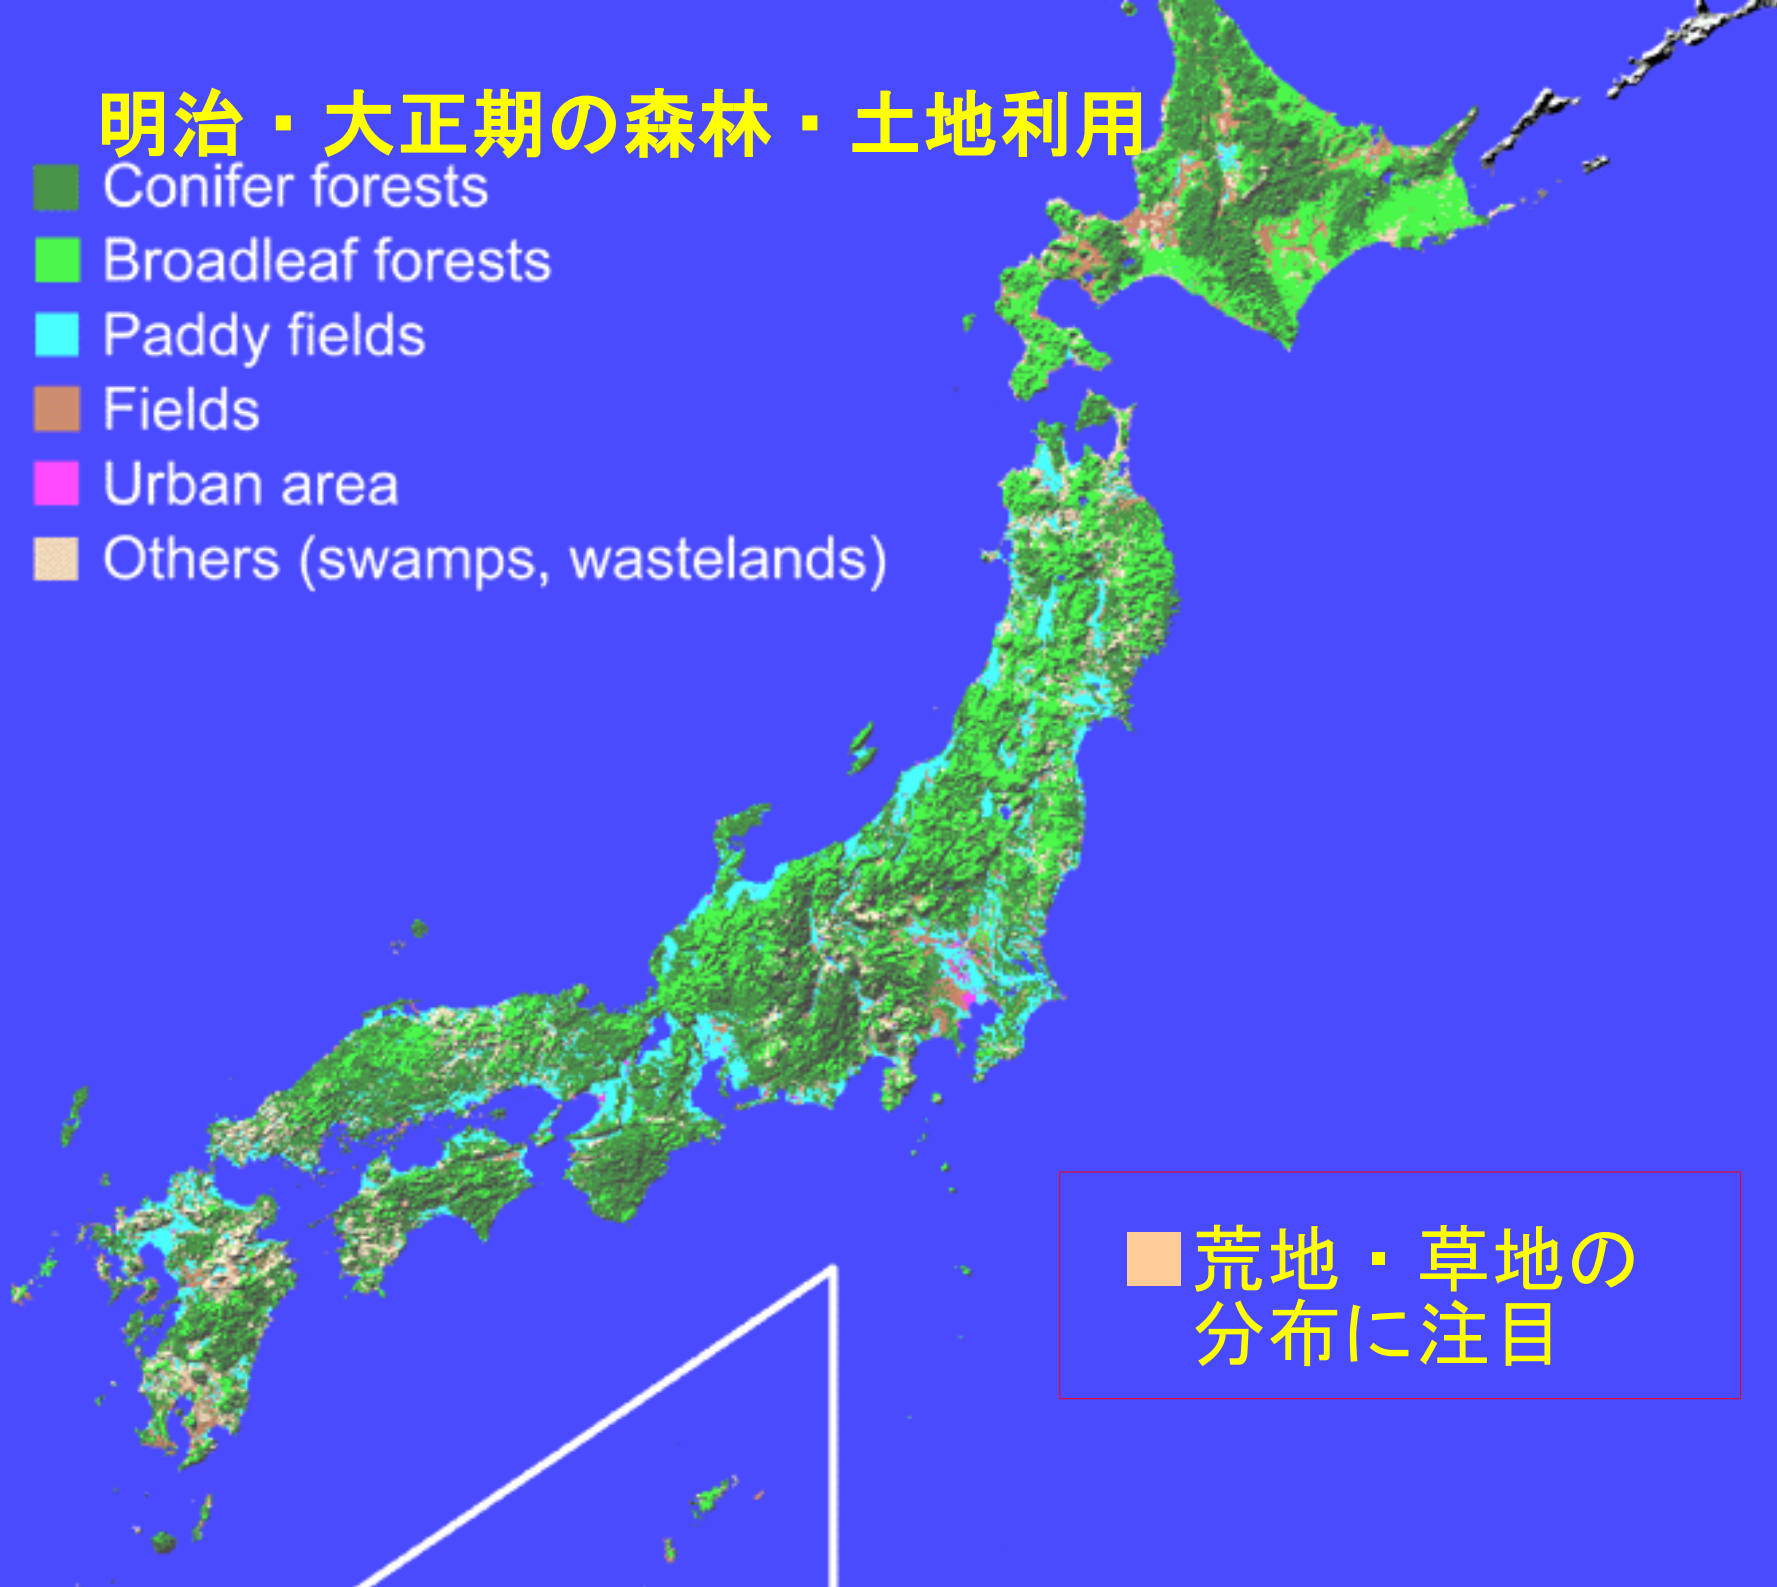 明治・大正期の森林・土地利用
Conifer forests
Broadleaf forests
Paddy fields
Fields
Urban area
Others (swamps, wastelands)
荒地・草地の
分布に注目